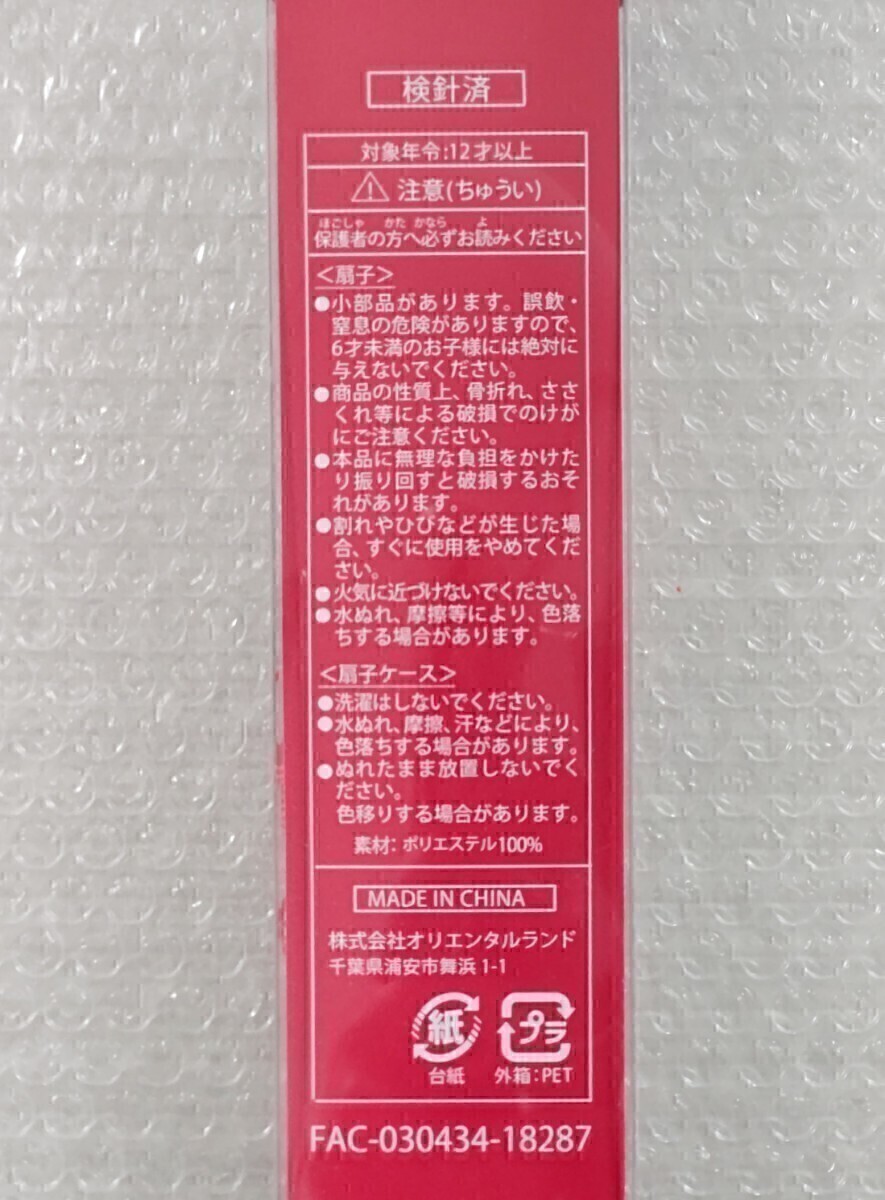 検針済
対象年令:12才以上
注意(ちゅうい)
ほごしゃ かた かなら よ
保護者の方へ必ずお読みください
<扇子>
●小部品があります。誤飲・
窒息の危険がありますので、
6才未満のお子様には絶対に
与えないでください。
●商品の性質上、骨折れ、ささ
くれ等による破損でのけが
にご注意ください。
●本品に無理な負担をかけた
り振り回すと破損するおそ
れがあります。
●割れやひびなどが生じた場
合、すぐに使用をやめてくだ
さい。
●火気に近づけないでください。
●水ぬれ、摩擦等により、色落
ちする場合があります。
<扇子ケース>
●洗濯はしないでください。
●水ぬれ、摩擦、汗などにより、
色落ちする場合があります。
●ぬれたまま放置しないでく
ださい。
色移りする場合があります。
素材: ポリエステル100%
MADE IN CHINA
株式会社オリエンタルランド
千葉県浦安市舞浜 1-1
紙 プラ
台紙 外箱:PET
FAC-030434-18287